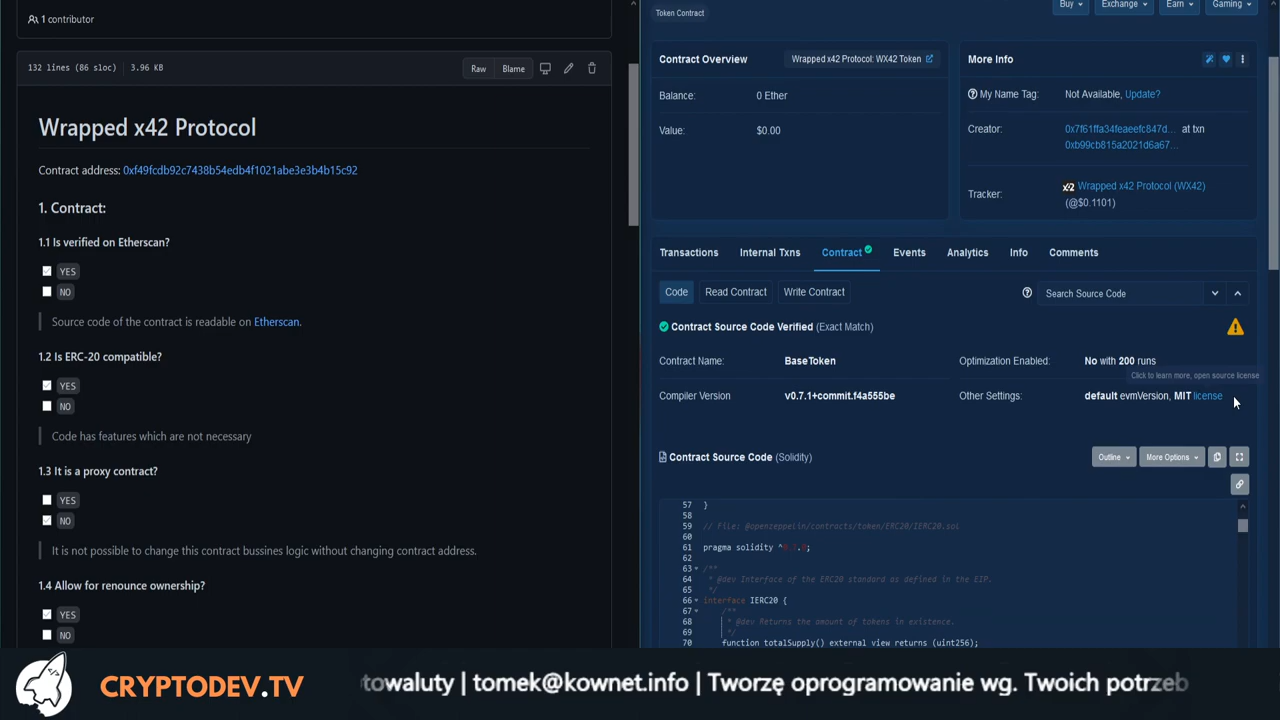 1 contributor
132 lines (86 sloc) 3.96 KB
Raw Blame
Wrapped x42 Protocol
Contract address: 0xf49fcdb92c7438b54edb4f1021abe3e3b4b15c92
1. Contract:
1.1 Is verified on Etherscan?
YES
NO
Source code of the contract is readable on Etherscan.
1.2 Is ERC-20 compatible?
YES
NO
Code has features which are not necessary
1.3 It is a proxy contract?
YES
NO
It is not possible to change this contract bussines logic without changing contract address.
1.4 Allow for renounce ownership?
YES
NO
Buy Exchange Earn Gaming
Token Contract
Contract Overview Wrapped x42 Protocol: WX42 Token
Balance: 0 Ether
Value: $0.00
More Info
My Name Tag: Not Available, Update?
Creator: 0x7f61ffa34feaeefc847d... at txn
0xb99cb815a2021d6a67...
Tracker: Wrapped x42 Protocol (WX42)
(@$0.1101)
Transactions Internal Txns Contract Events Analytics Info Comments
Code Read Contract Write Contract Search Source Code
Contract Source Code Verified (Exact Match)
Contract Name: BaseToken Optimization Enabled: No with 200 runs
Click to learn more, open source license
Compiler Version v0.7.1+commit.f4a555be Other Settings: default evmVersion, MIT license
Contract Source Code (Solidity) Outline More Options
57 }
58
59 // File: @openzeppelin/contracts/token/ERC20/IERC20.sol
60
61 pragma solidity ^0.7.0;
62
63 /**
64 * @dev Interface of the ERC20 standard as defined in the EIP.
65 */
66 interface IERC20 {
67 /**
68 * @dev Returns the amount of tokens in existence.
69 */
70 function totalSupply() external view returns (uint256);
CRYPTODEV.TV
towaluty | tomek@kownet.info | Tworzę oprogramowanie wg. Twoich potrzeb